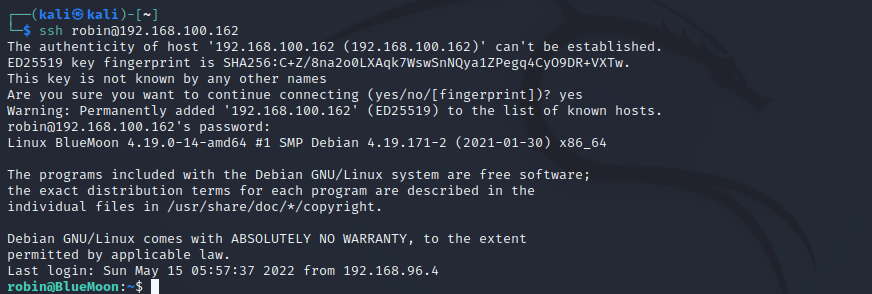 ┌──(kali㉿kali)-[~]
└─$ ssh robin@192.168.100.162
The authenticity of host '192.168.100.162 (192.168.100.162)' can't be established.
ED25519 key fingerprint is SHA256:C+Z/8na2o0LXAqk7WswSnNQya1ZPegq4CyO9DR+VXTw.
This key is not known by any other names
Are you sure you want to continue connecting (yes/no/[fingerprint])? yes
Warning: Permanently added '192.168.100.162' (ED25519) to the list of known hosts.
robin@192.168.100.162's password:
Linux BlueMoon 4.19.0-14-amd64 #1 SMP Debian 4.19.171-2 (2021-01-30) x86_64
The programs included with the Debian GNU/Linux system are free software;
the exact distribution terms for each program are described in the
individual files in /usr/share/doc/*/copyright.
Debian GNU/Linux comes with ABSOLUTELY NO WARRANTY, to the extent
permitted by applicable law.
Last login: Sun May 15 05:57:37 2022 from 192.168.96.4
robin@BlueMoon:~$